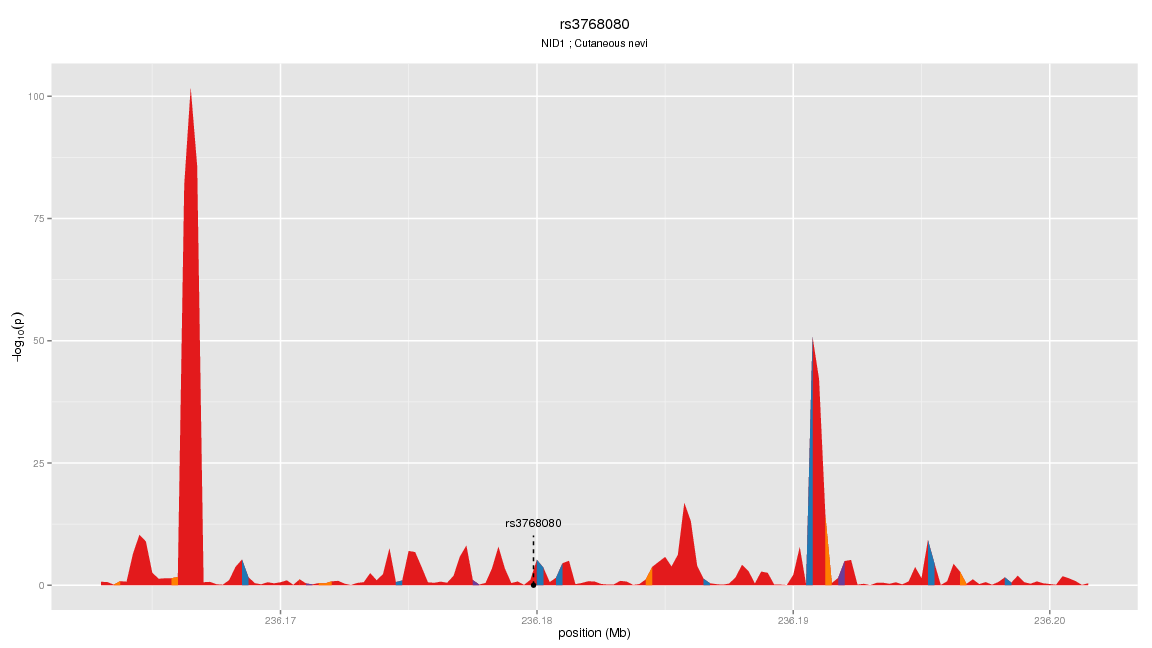 rs3768080
NID1 ; Cutaneous nevi
100
75
50
25
0
−log₁₀(p)
rs3768080
236.17
236.18
236.19
236.20
position (Mb)